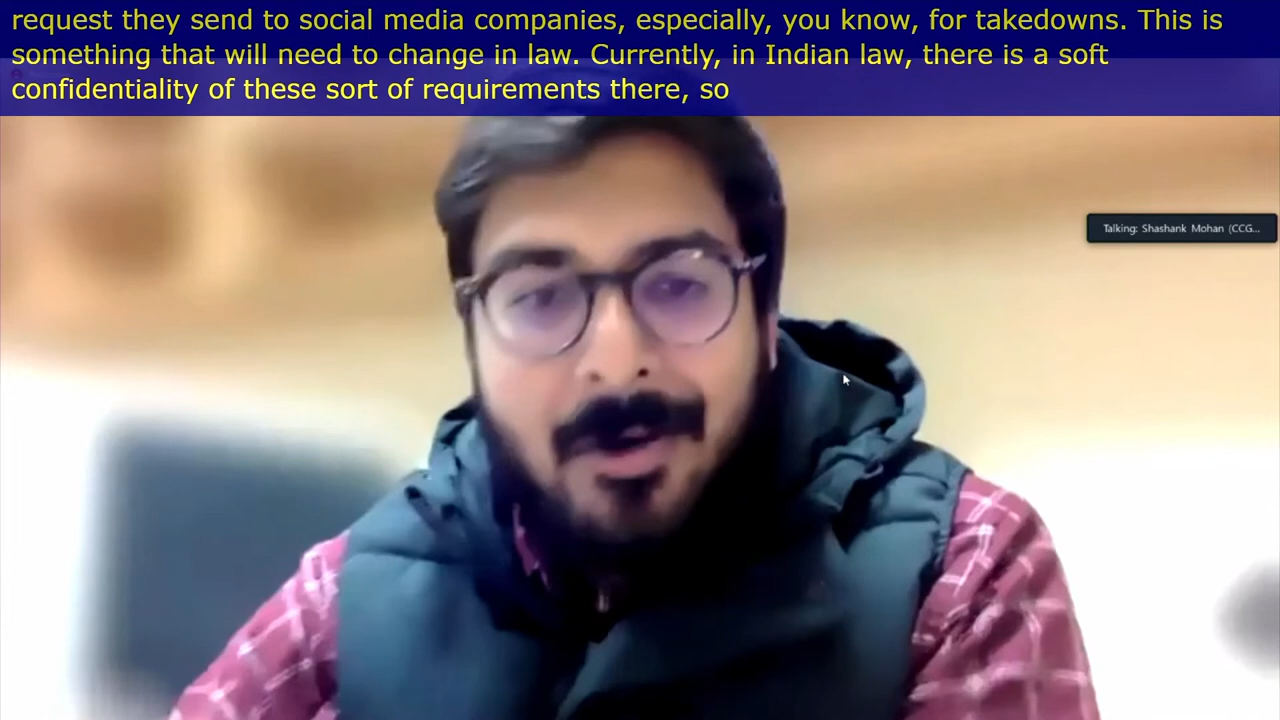 request they send to social media companies, especially, you know, for takedowns. This is
something that will need to change in law. Currently, in Indian law, there is a soft
confidentiality of these sort of requirements there, so
Talking: Shashank Mohan (CCG...